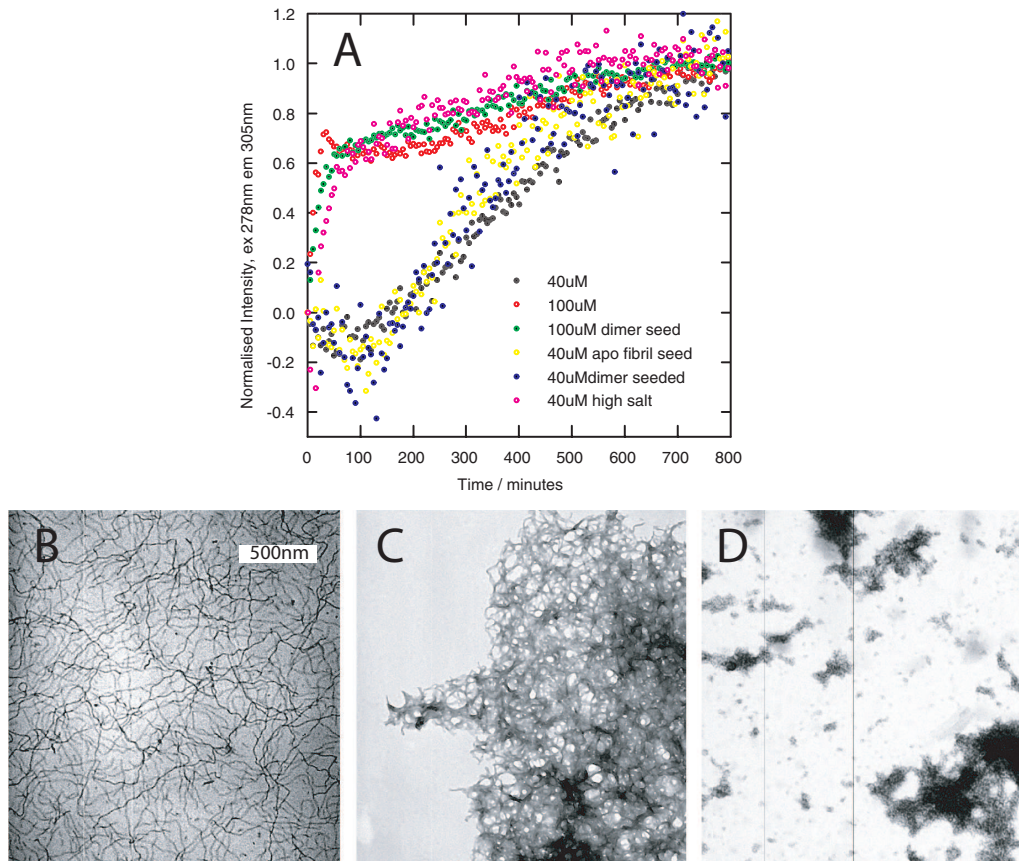 A
1.2
1.0
0.8
0.6
0.4
0.2
0.0
-0.2
-0.4
Normalised Intensity, ex 278nm em 305nm
40uM
100uM
100uM dimer seed
40uM apo fibril seed
40uMdimer seeded
40uM high salt
0 100 200 300 400 500 600 700 800
Time / minutes
B
500nm
C
D